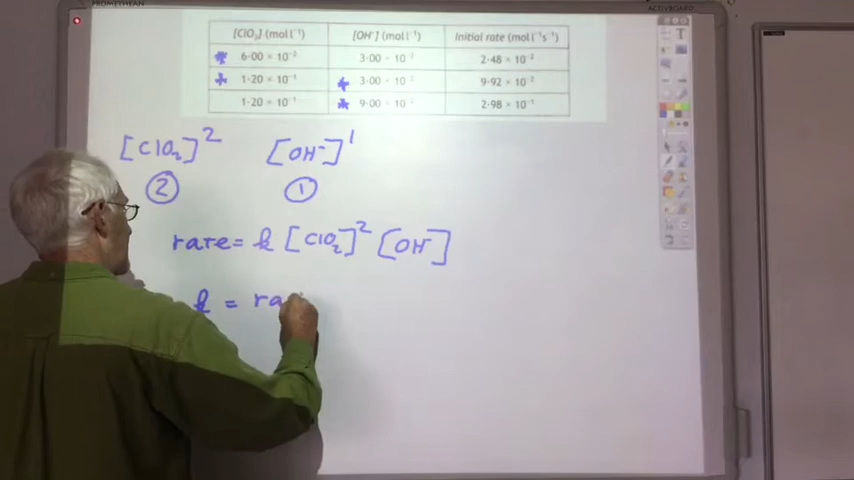 PROMETHEAN
ACTIVBOARD
[ClO₂] (mol l⁻¹) [OH⁻] (mol l⁻¹) Initial rate (mol l⁻¹s⁻¹)
6·00 × 10⁻² 3·00 × 10⁻² 2·48 × 10⁻²
1·20 × 10⁻¹ 3·00 × 10⁻² 9·92 × 10⁻²
1·20 × 10⁻¹ 9·00 × 10⁻² 2·98 × 10⁻¹
[ClO₂]² [OH⁻]¹
② ①
rate = k [ClO₂]² [OH⁻]
k = ra